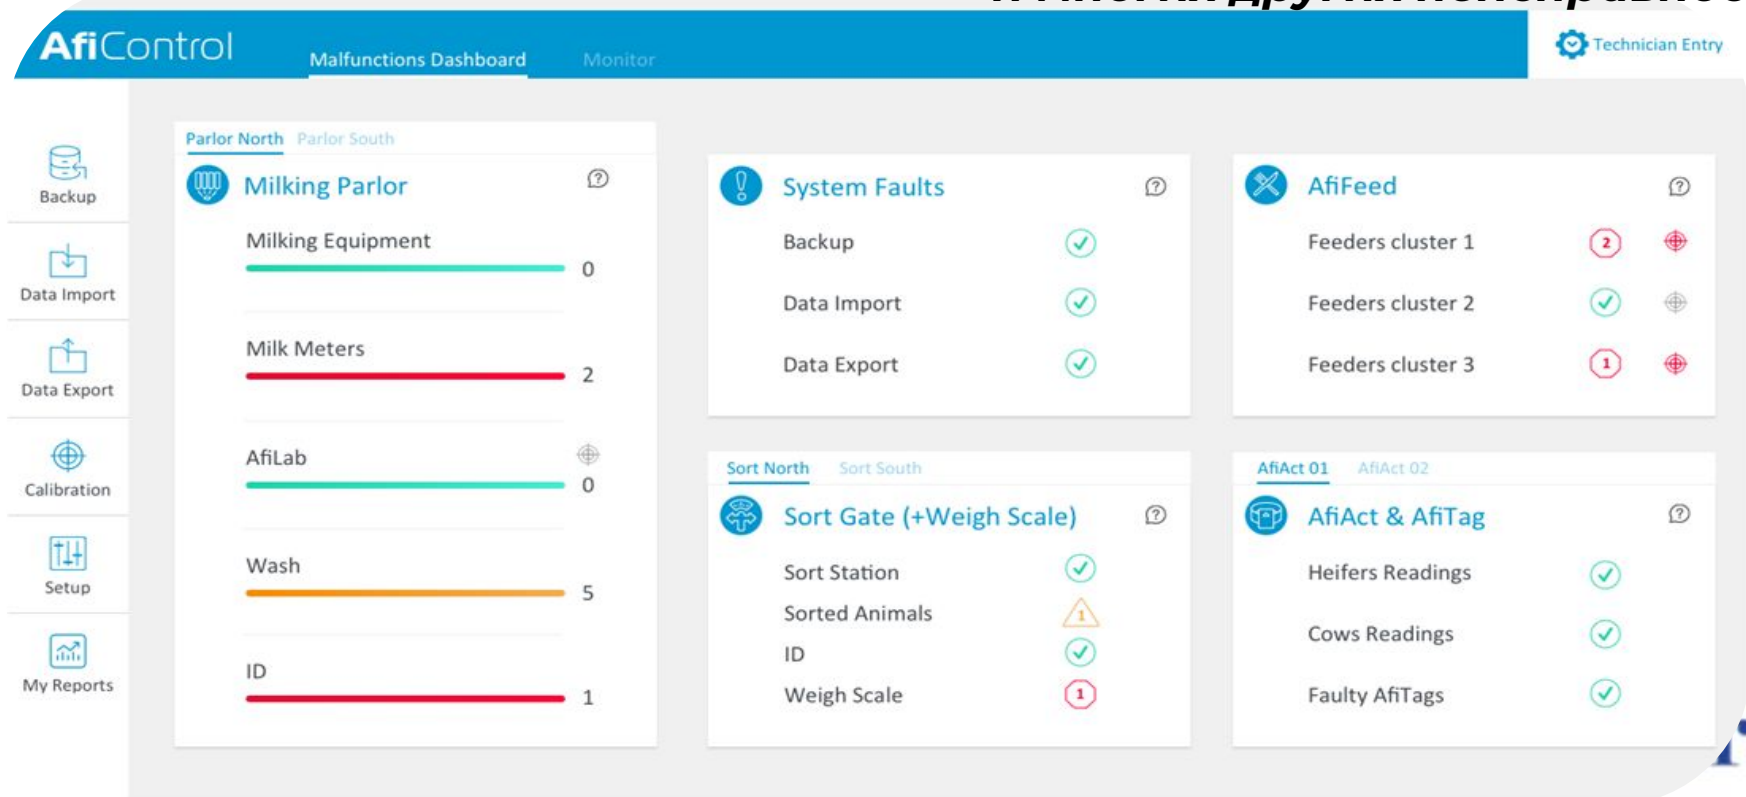 и многих других неисправнос
AfiControl
Malfunctions Dashboard
Monitor
Technician Entry
Backup
Data Import
Data Export
Calibration
Setup
My Reports
Parlor North Parlor South
Milking Parlor
Milking Equipment
0
Milk Meters
2
AfiLab
0
Wash
5
ID
1
System Faults
Backup
Data Import
Data Export
AfiFeed
Feeders cluster 1 2
Feeders cluster 2
Feeders cluster 3 1
Sort North Sort South
Sort Gate (+Weigh Scale)
Sort Station
Sorted Animals 1
ID
Weigh Scale 1
AfiAct 01 AfiAct 02
AfiAct & AfiTag
Heifers Readings
Cows Readings
Faulty AfiTags